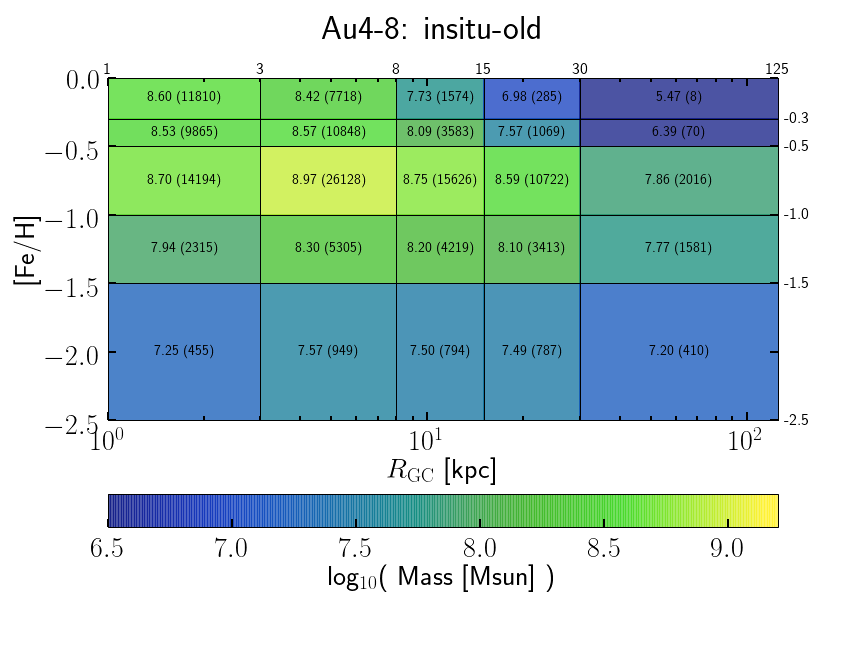 Au4-8: insitu-old
1 3 8 15 30 125
0.0
8.60 (11810) 8.42 (7718) 7.73 (1574) 6.98 (285) 5.47 (8)
-0.3
8.53 (9865) 8.57 (10848) 8.09 (3583) 7.57 (1069) 6.39 (70)
−0.5 -0.5
8.70 (14194) 8.97 (26128) 8.75 (15626) 8.59 (10722) 7.86 (2016)
−1.0 -1.0
[Fe/H]
7.94 (2315) 8.30 (5305) 8.20 (4219) 8.10 (3413) 7.77 (1581)
−1.5 -1.5
7.25 (455) 7.57 (949) 7.50 (794) 7.49 (787) 7.20 (410)
−2.0
−2.5 -2.5
10⁰ 10¹ 10²
R_GC [kpc]
6.5 7.0 7.5 8.0 8.5 9.0
log₁₀( Mass [Msun] )